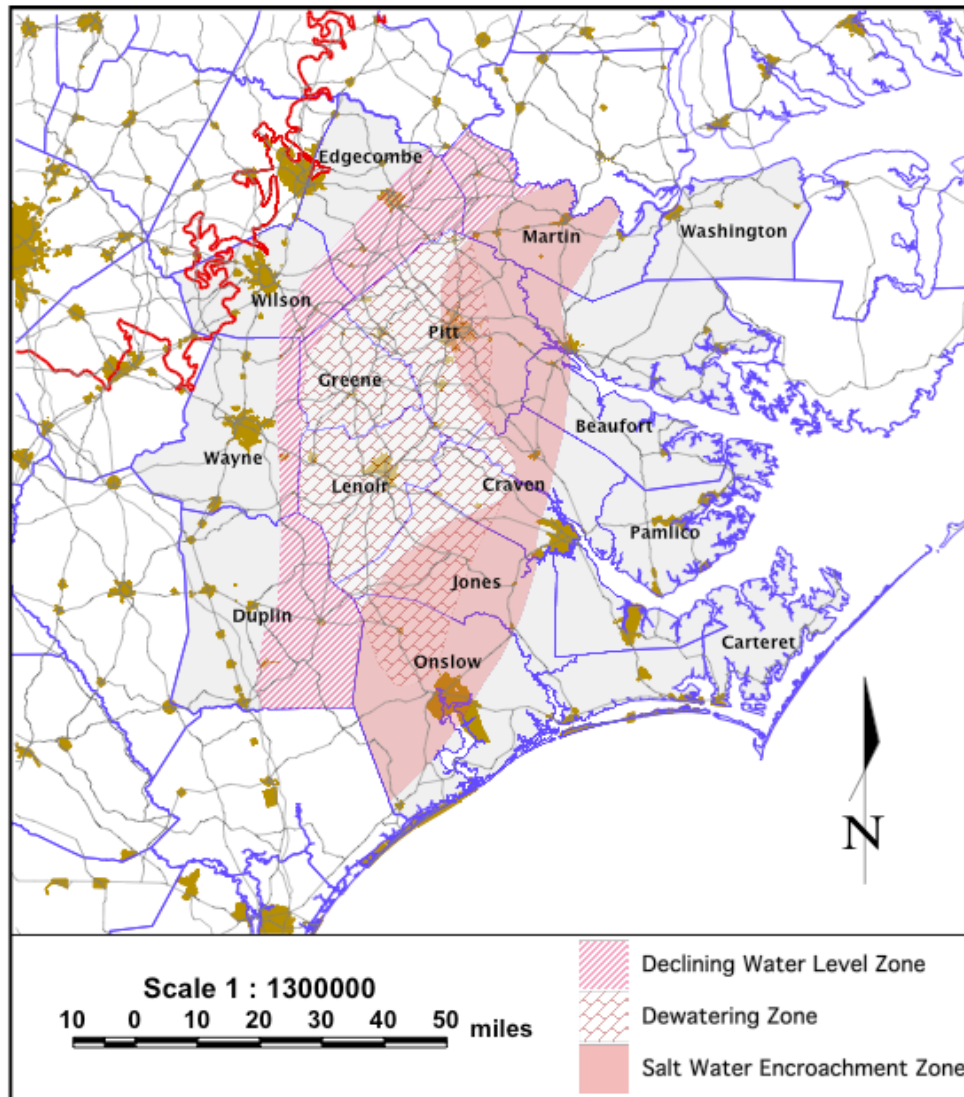 Edgecombe
Martin
Washington
Wilson
Pitt
Greene
Beaufort
Wayne
Lenoir
Craven
Pamlico
Jones
Duplin
Carteret
Onslow
N
Scale 1 : 1300000
10 0 10 20 30 40 50 miles
Declining Water Level Zone
Dewatering Zone
Salt Water Encroachment Zone